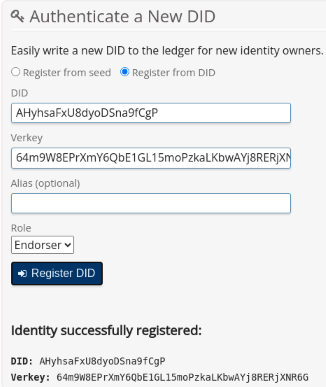 Authenticate a New DID
Easily write a new DID to the ledger for new identity owners.
Register from seed Register from DID
DID
AHyhsaFxU8dyoDSna9fCgP
Verkey
64m9W8EPrXmY6QbE1GL15moPzkaLKbwAYj8RERjXN
Alias (optional)
Role
Endorser
Register DID
Identity successfully registered:
DID: AHyhsaFxU8dyoDSna9fCgP
Verkey: 64m9W8EPrXmY6QbE1GL15moPzkaLKbwAYj8RERjXNR6G